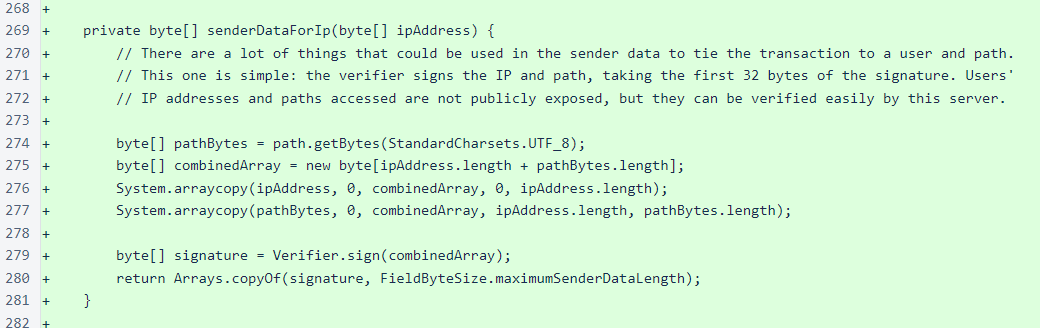 268 +
269 + private byte[] senderDataForIp(byte[] ipAddress) {
270 + // There are a lot of things that could be used in the sender data to tie the transaction to a user and path.
271 + // This one is simple: the verifier signs the IP and path, taking the first 32 bytes of the signature. Users'
272 + // IP addresses and paths accessed are not publicly exposed, but they can be verified easily by this server.
273 +
274 + byte[] pathBytes = path.getBytes(StandardCharsets.UTF_8);
275 + byte[] combinedArray = new byte[ipAddress.length + pathBytes.length];
276 + System.arraycopy(ipAddress, 0, combinedArray, 0, ipAddress.length);
277 + System.arraycopy(pathBytes, 0, combinedArray, ipAddress.length, pathBytes.length);
278 +
279 + byte[] signature = Verifier.sign(combinedArray);
280 + return Arrays.copyOf(signature, FieldByteSize.maximumSenderDataLength);
281 + }
282 +